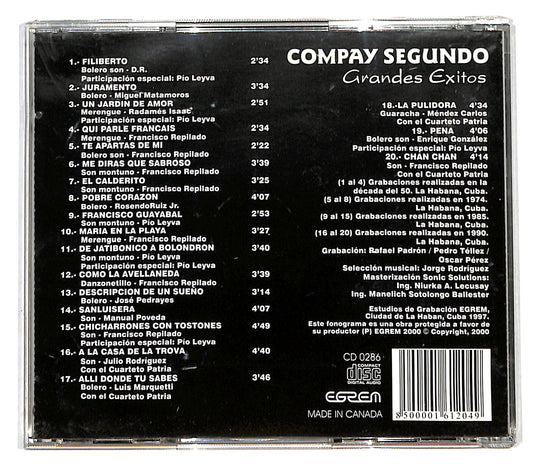 COMPAY SEGUNDO
Grandes Exitos
1.- FILIBERTO 2'34
Bolero son - D.R.
Participación especial: Pío Leyva
2.- JURAMENTO 3'34
Bolero - Miguel Matamoros
3.- UN JARDIN DE AMOR 2'51
Merengue - Radamés Isaac
Participación especial: Pío Leyva
4.- QUI PARLE FRANCAIS 2'34
Merengue - Francisco Repilado
5.- TE APARTAS DE MI 2'22
Bolero - Francisco Repilado
6.- ME DIRAS QUE SABROSO 3'39
Son montuno - Francisco Repilado
7.- EL CALDERITO 3'25
Son montuno - Francisco Repilado
8.- POBRE CORAZON 4'07
Bolero - RosendoRuiz Jr.
9.- FRANCISCO GUAYABAL 2'53
Son montuno - Pío Leyva
10.- MARIA EN LA PLAYA 3'27
Merengue - Francisco Repilado
11.- DE JATIBONICO A BOLONDRON 3'40
Son montuno - Pío Leyva
Participación especial: Pío Leyva
12.- COMO LA AVELLANEDA 3'39
Danzonetillo - Francisco Repilado
13.- DESCRIPCION DE UN SUEÑO 3'14
Bolero - José Pedrayes
14.- SANLUISERA 4'07
Son - Manual Poveda
15.- CHICHARRONES CON TOSTONES 4'49
Son - Francisco Repilado
16.- A LA CASA DE LA TROVA 4'40
Son - Julio Rodríguez
Con el Cuarteto Patria
17.- ALLI DONDE TU SABES 3'46
Bolero - Luis Marquetti
Con el Cuarteto Patria
18.-LA PULIDORA 4'34
Guaracha - Méndez Carlos
Con el Cuarteto Patria
19.- PENA 4'06
Bolero son - Enrique González
Participación especial: Pío Leyva
20.- CHAN CHAN 4'14
Son - Francisco Repilado
Con el Cuarteto Patria
(1 al 4) Grabaciones realizadas en la
década del 50. La Habana, Cuba.
(5 al 8) Grabaciones realizadas en 1974.
La Habana, Cuba.
(9 al 15) Grabaciones realizadas en 1985.
La Habana, Cuba.
(16 al 20) Grabaciones realizadas en 1990.
La Habana, Cuba.
Grabación: Rafael Padrón / Pedro Téllez /
Oscar Pérez
Selección musical: Jorge Rodríguez
Masterización Sonic Solutions:
Ing. Niurka A. Lecusay
Ing. Manelich Sotolongo Ballester
Estudios de Grabación EGREM,
Ciudad de La Haban, Cuba 1997.
Este fonograma es una obra protegida a favor de
su productor (P) EGREM 2000 © Copyright, 2000
CD 0286
COMPACT
disc
DIGITAL AUDIO
EGREM
MADE IN CANADA
8 500001 612049